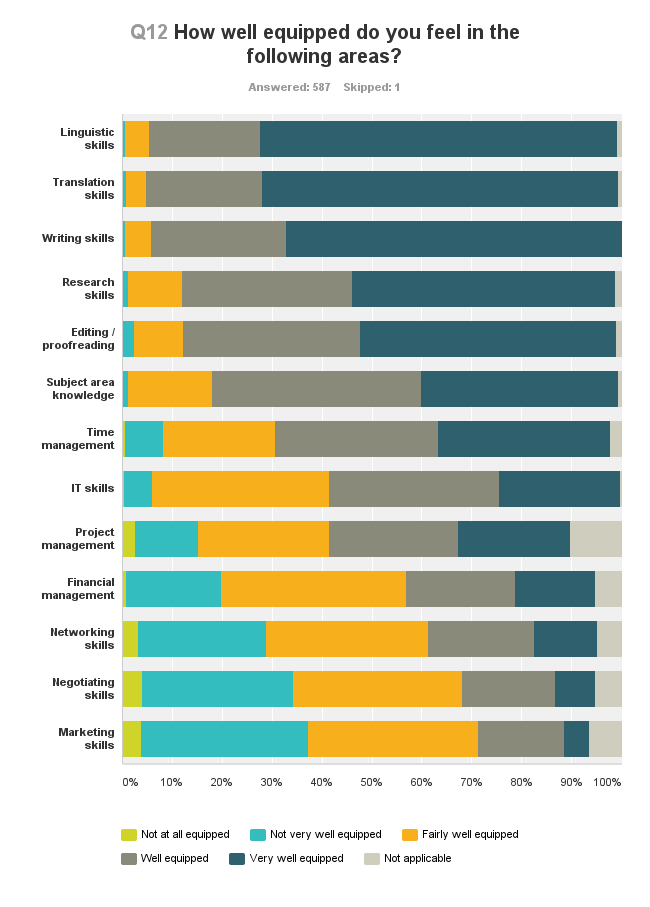 Q12 How well equipped do you feel in the
following areas?
Answered: 587 Skipped: 1
Linguistic
skills
Translation
skills
Writing skills
Research
skills
Editing /
proofreading
Subject area
knowledge
Time
management
IT skills
Project
management
Financial
management
Networking
skills
Negotiating
skills
Marketing
skills
0% 10% 20% 30% 40% 50% 60% 70% 80% 90% 100%
Not at all equipped Not very well equipped Fairly well equipped
Well equipped Very well equipped Not applicable